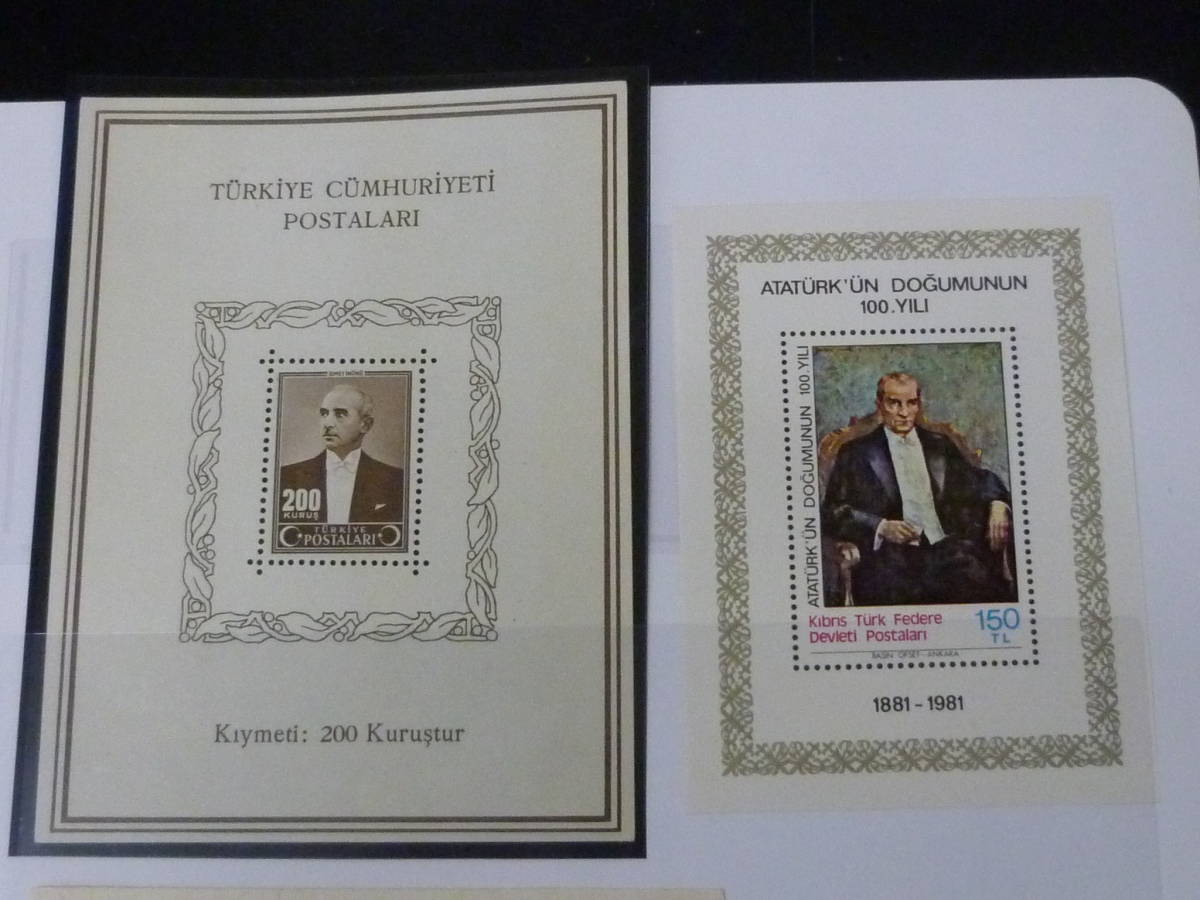 TÜRKİYE CÜMHURİYETİ
POSTALARI
İSMET İNÖNÜ
200
KURUŞ
TÜRKİYE
POSTALARI
Kıymeti: 200 Kuruştur
ATATÜRK'ÜN DOĞUMUNUN
100.YILI
ATATÜRK'ÜN DOĞUMUNUN 100.YILI
Kıbrıs Türk Federe
Devleti Postaları
150
TL
BASIN OFSET-ANKARA
1881-1981